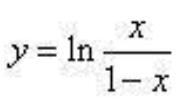 y = ln x/(1 − x)